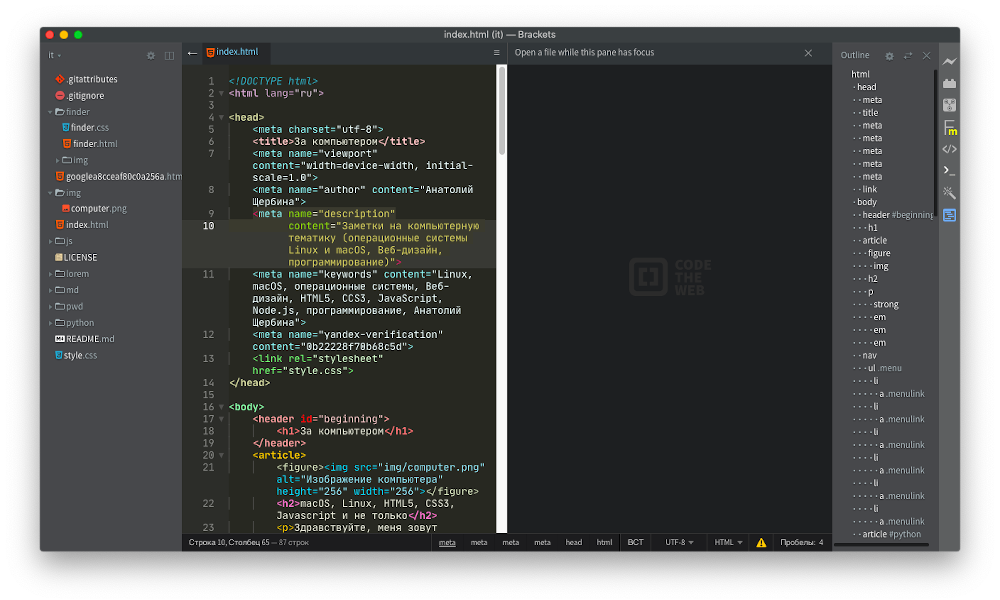 index.html (it) — Brackets
it
.gitattributes
.gitignore
finder
finder.css
finder.html
img
googlea8cceaf80c0a256a.htm
img
computer.png
index.html
js
LICENSE
lorem
md
pwd
python
README.md
style.css
index.html
1 <!DOCTYPE html>
2 <html lang="ru">
3
4 <head>
5 <meta charset="utf-8">
6 <title>За компьютером</title>
7 <meta name="viewport"
content="width=device-width, initial-
scale=1.0">
8 <meta name="author" content="Анатолий
Щербина">
9 <meta name="description"
10 content="Заметки на компьютерную
тематику (операционные системы
Linux и macOS, Веб-дизайн,
программирование)">
11 <meta name="keywords" content="Linux,
macOS, операционные системы, Веб-
дизайн, HTML5, CCS3, JavaScript,
Node.js, программирование, Анатолий
Щербина">
12 <meta name="yandex-verification"
content="0b22228f70b68c5d">
13 <link rel="stylesheet"
href="style.css">
14 </head>
15
16 <body>
17 <header id="beginning">
18 <h1>За компьютером</h1>
19 </header>
20 <article>
21 <figure><img src="img/computer.png"
alt="Изображение компьютера"
height="256" width="256"></figure>
22 <h2>macOS, Linux, HTML5, CSS3,
Javascript и не только</h2>
23 <p>Здравствуйте, меня зовут
Open a file while this pane has focus
CODE
THE
WEB
Outline
html
head
meta
title
meta
meta
meta
meta
meta
link
body
header #beginning
h1
article
figure
img
h2
p
strong
em
em
em
nav
ul .menu
li
a .menulink
li
a .menulink
li
a .menulink
li
a .menulink
li
a .menulink
li
a .menulink
article #python
Строка 10, Столбец 65 — 87 строк
meta meta meta meta head html ВСТ UTF-8 HTML Пробелы: 4